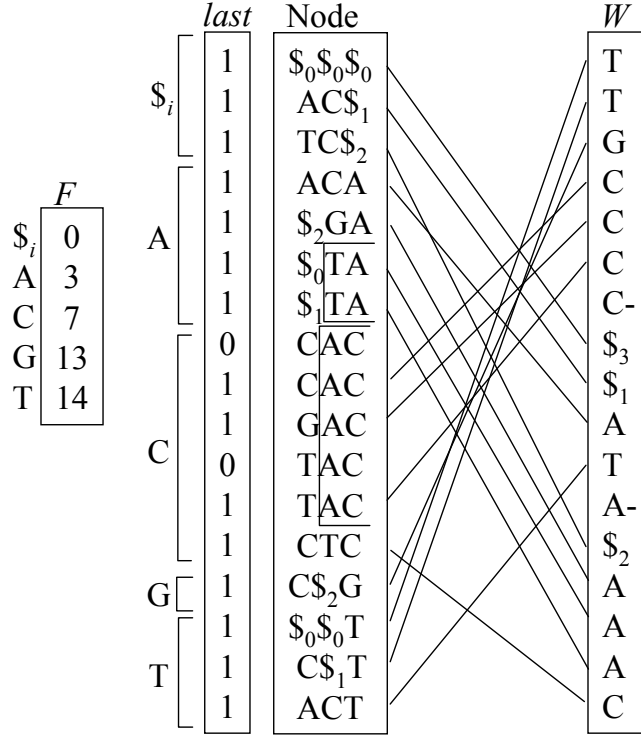 last Node W
1 $₀$₀$₀ T
$ᵢ 1 AC$₁ T
1 TC$₂ G
1 ACA C
F A 1 $₂GA C
$ᵢ 0 1 $₀TA C
A 3 1 $₁TA C-
C 7 0 CAC $₃
G 13 1 CAC $₁
T 14 1 GAC A
C 0 TAC T
1 TAC A-
1 CTC $₂
G 1 C$₂G A
1 $₀$₀T A
T 1 C$₁T A
1 ACT C